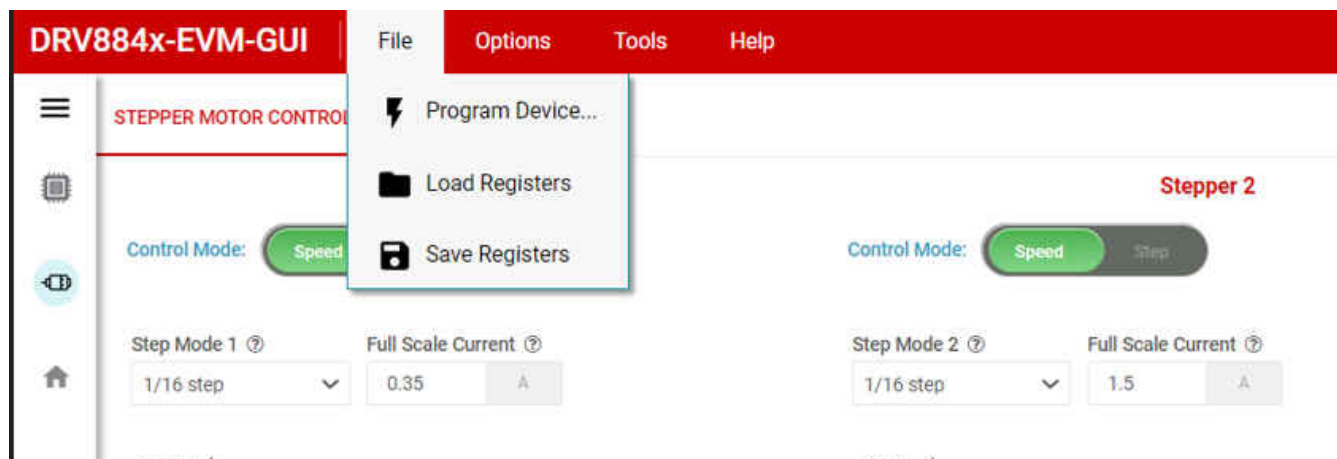 DRV884x-EVM-GUI File Options Tools Help
STEPPER MOTOR CONTROL
Program Device...
Load Registers
Save Registers
Stepper 2
Control Mode: Speed
Control Mode: Speed Step
Step Mode 1 Full Scale Current
1/16 step 0.35 A
Step Mode 2 Full Scale Current
1/16 step 1.5 A